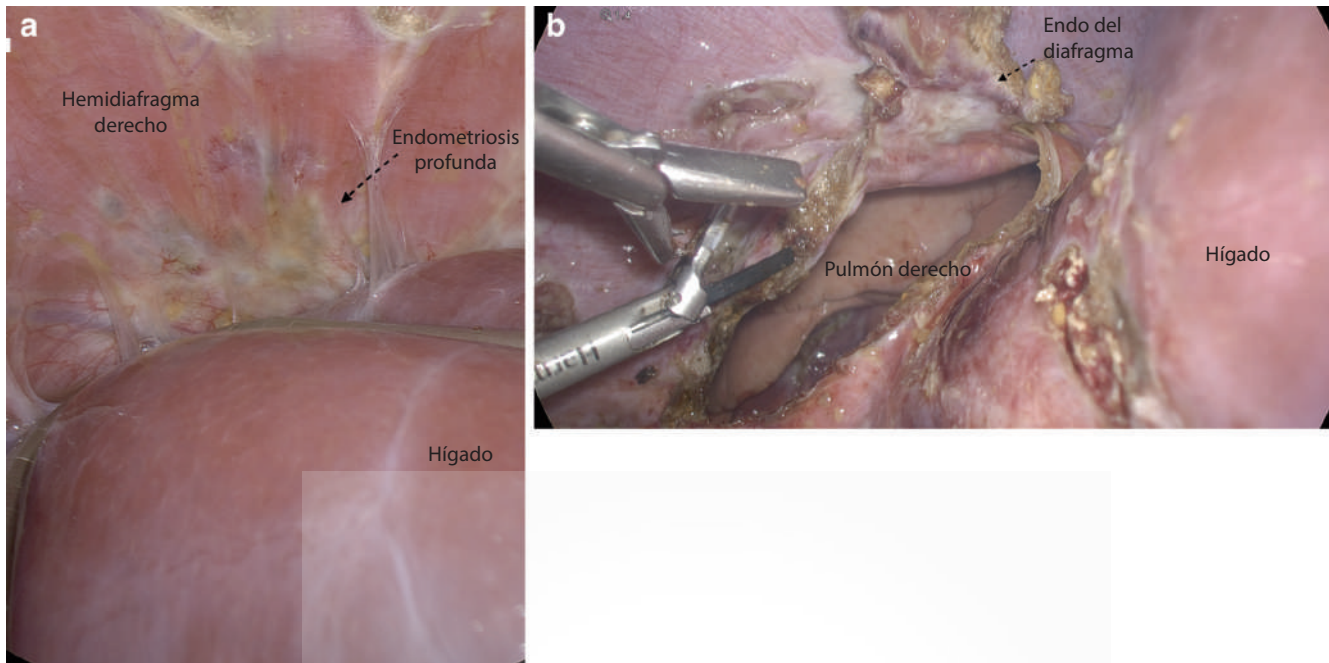 a
Hemidiafragma
derecho
Endometriosis
profunda
Hígado
b
Endo del
diafragma
Pulmón derecho
Hígado